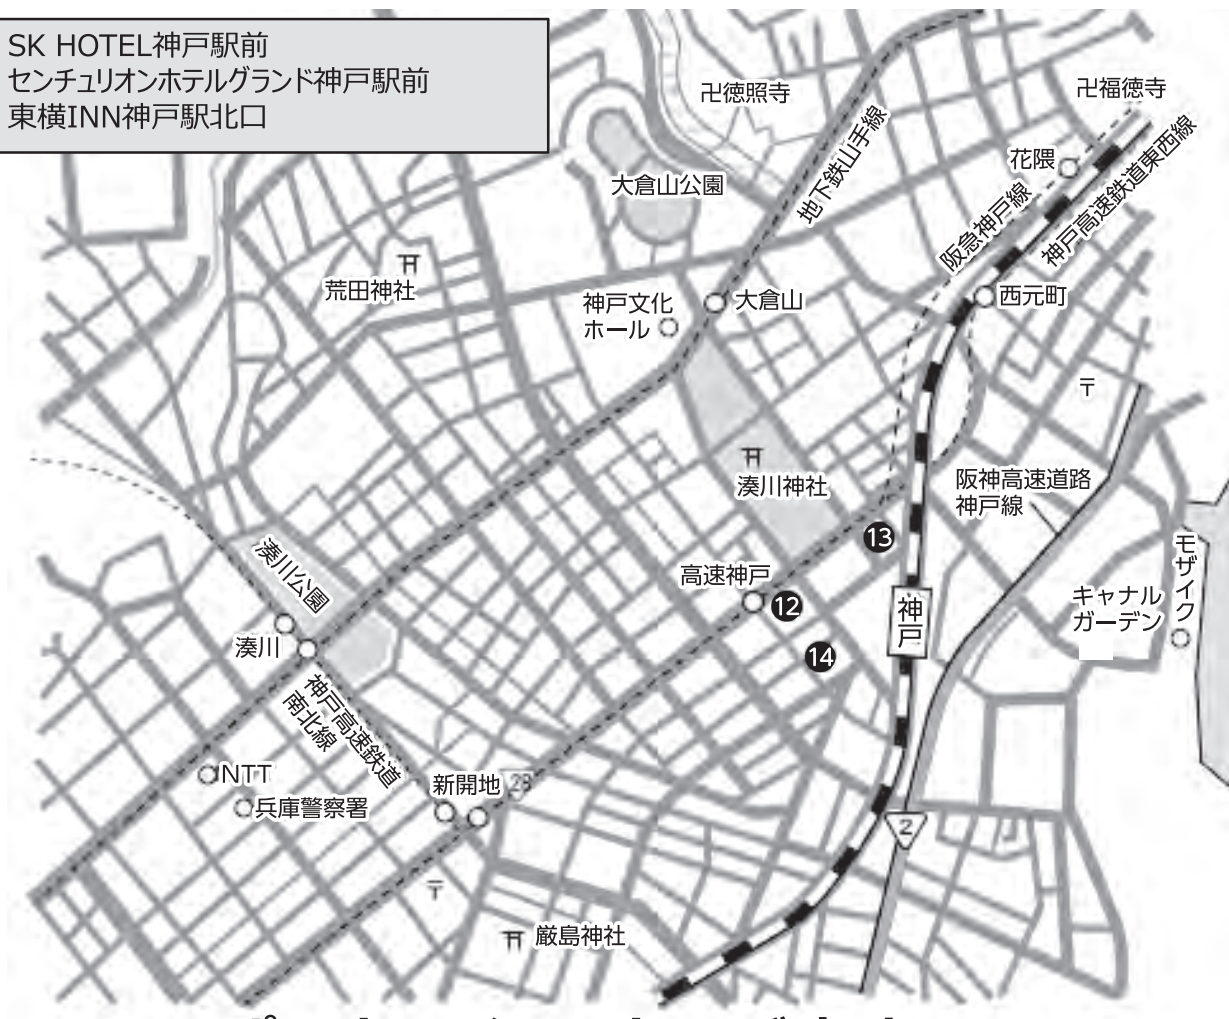 SK HOTEL神戸駅前
センチュリオンホテルグランド神戸駅前
東横INN神戸駅北口
卍徳照寺
卍福徳寺
花隈
地下鉄山手線
大倉山公園
阪急神戸線
神戸高速鉄道東西線
荒田神社
神戸文化
ホール
大倉山
西元町
〒
湊川神社
阪神高速道路
神戸線
13
湊川公園
高速神戸
12
神戸
キャナル
ガーデン
モザイク
湊川
14
神戸高速鉄道
南北線
NTT
兵庫警察署
新開地
28
2
〒
厳島神社